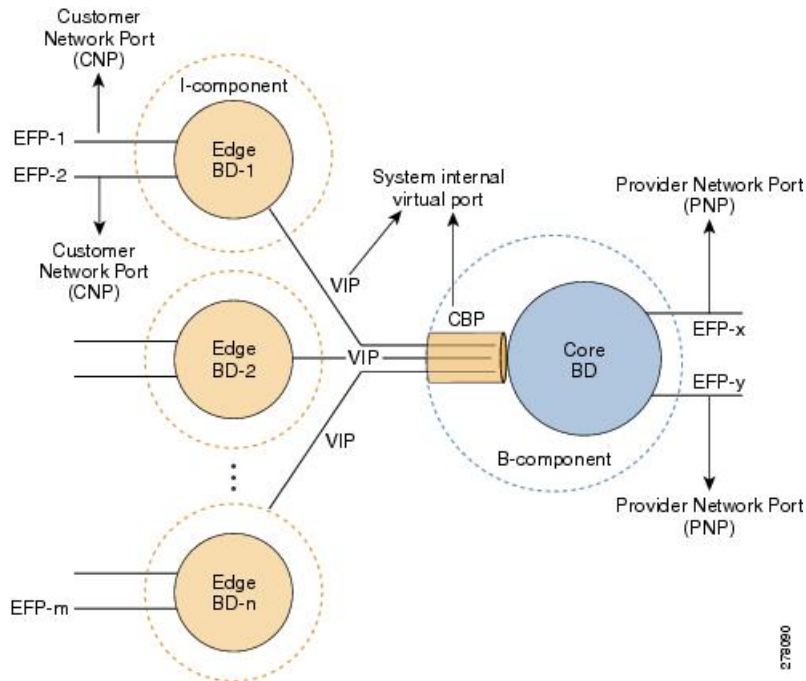 Customer
Network Port
(CNP)
I-component
EFP-1
EFP-2
Edge
BD-1
System internal
virtual port
Provider Network Port
(PNP)
Customer
Network Port
(CNP)
VIP
CBP
EFP-x
Edge
BD-2
VIP
Core
BD
EFP-y
VIP
B-component
Provider Network Port
(PNP)
Edge
BD-n
EFP-m
278090